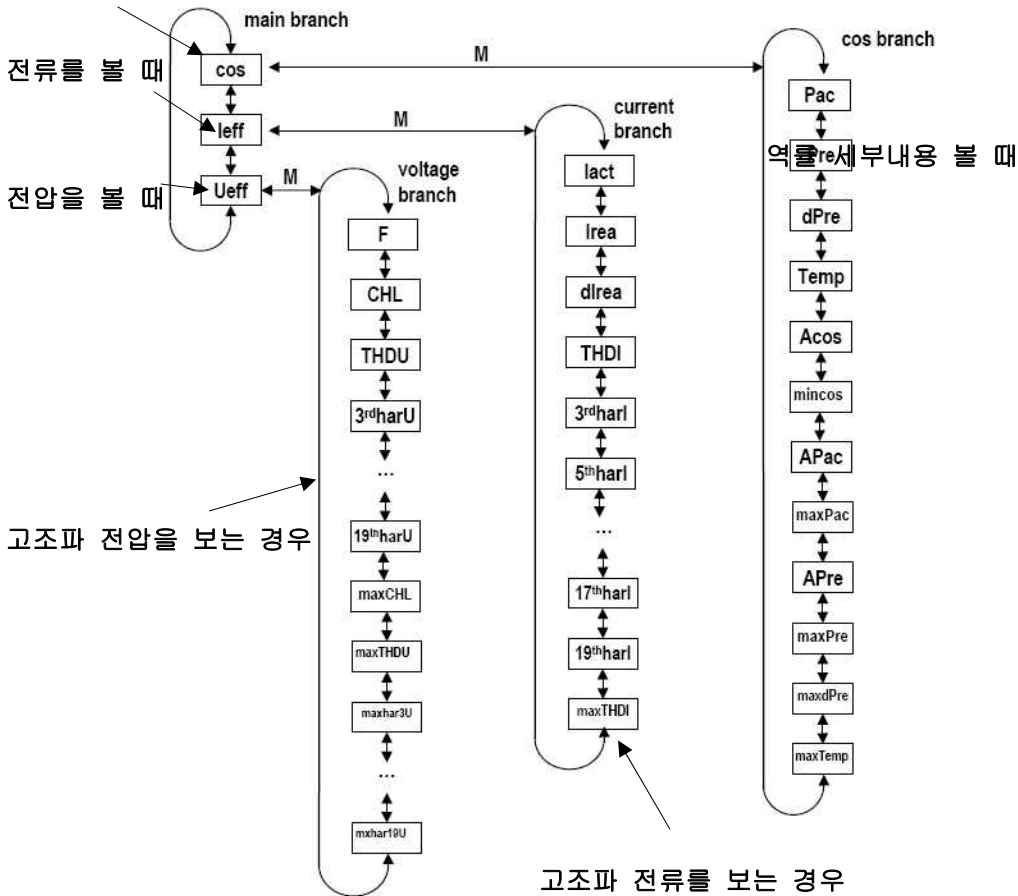 main branch
cos
M
cos branch
전류를 볼 때
Pac
Ieff
M
current
branch
역률 세부내용 볼 때
전압을 볼 때
Ueff
M
voltage
branch
Iact
dPre
F
Irea
CHL
dIrea
Temp
THDU
THDI
Acos
3rdharU
3rdharI
mincos
...
5thharI
APac
고조파 전압을 보는 경우
19thharU
...
maxPac
maxCHL
17thharI
APre
maxTHDU
19thharI
maxPre
maxhar3U
maxTHDI
maxdPre
...
maxTemp
mxhar19U
고조파 전류를 보는 경우